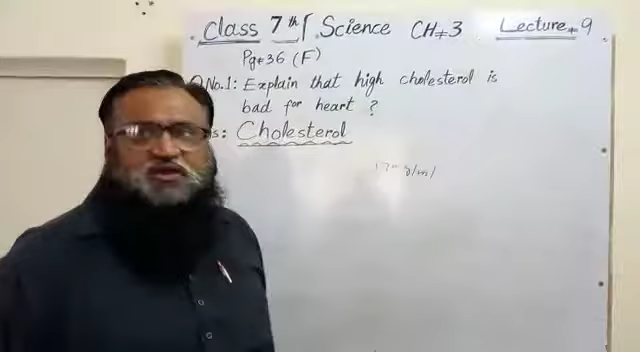 Class 7th Science CH#3 Lecture#9
Pg#36 (F)
Q No.1: Explain that high cholesterol is
bad for heart ?
Cholesterol